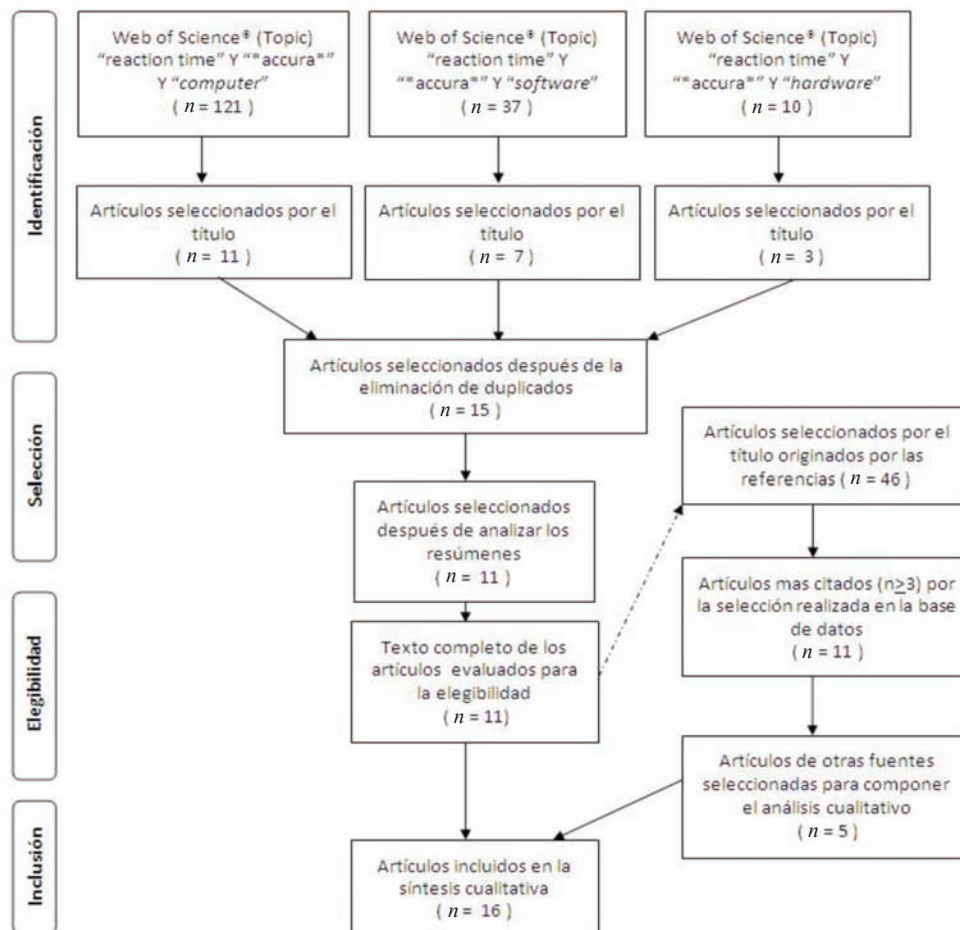 Identificación
Web of Science® (Topic)
“reaction time” Y “*accura*”
Y “computer”
( n = 121)
Web of Science® (Topic)
“reaction time” Y
“*accura*” Y “software”
( n = 37)
Web of Science® (Topic)
“reaction time” Y
“*accura*” Y “hardware”
( n = 10)
Artículos seleccionados por el
título
( n = 11 )
Artículos seleccionados por el
título
( n = 7 )
Artículos seleccionados por el
título
( n = 3 )
Selección
Artículos seleccionados después de la
eliminación de duplicados
( n = 15 )
Artículos seleccionados
después de analizar los
resúmenes
( n = 11 )
Artículos seleccionados por el
título originados por las
referencias ( n = 46 )
Elegibilidad
Texto completo de los
artículos evaluados para
la elegibilidad
( n = 11)
Artículos mas citados (n≥3) por
la selección realizada en la base
de datos
( n = 11 )
Artículos de otras fuentes
seleccionadas para componer
el análisis cualitativo
( n = 5 )
Inclusión
Artículos incluidos en la
síntesis cualitativa
( n = 16 )